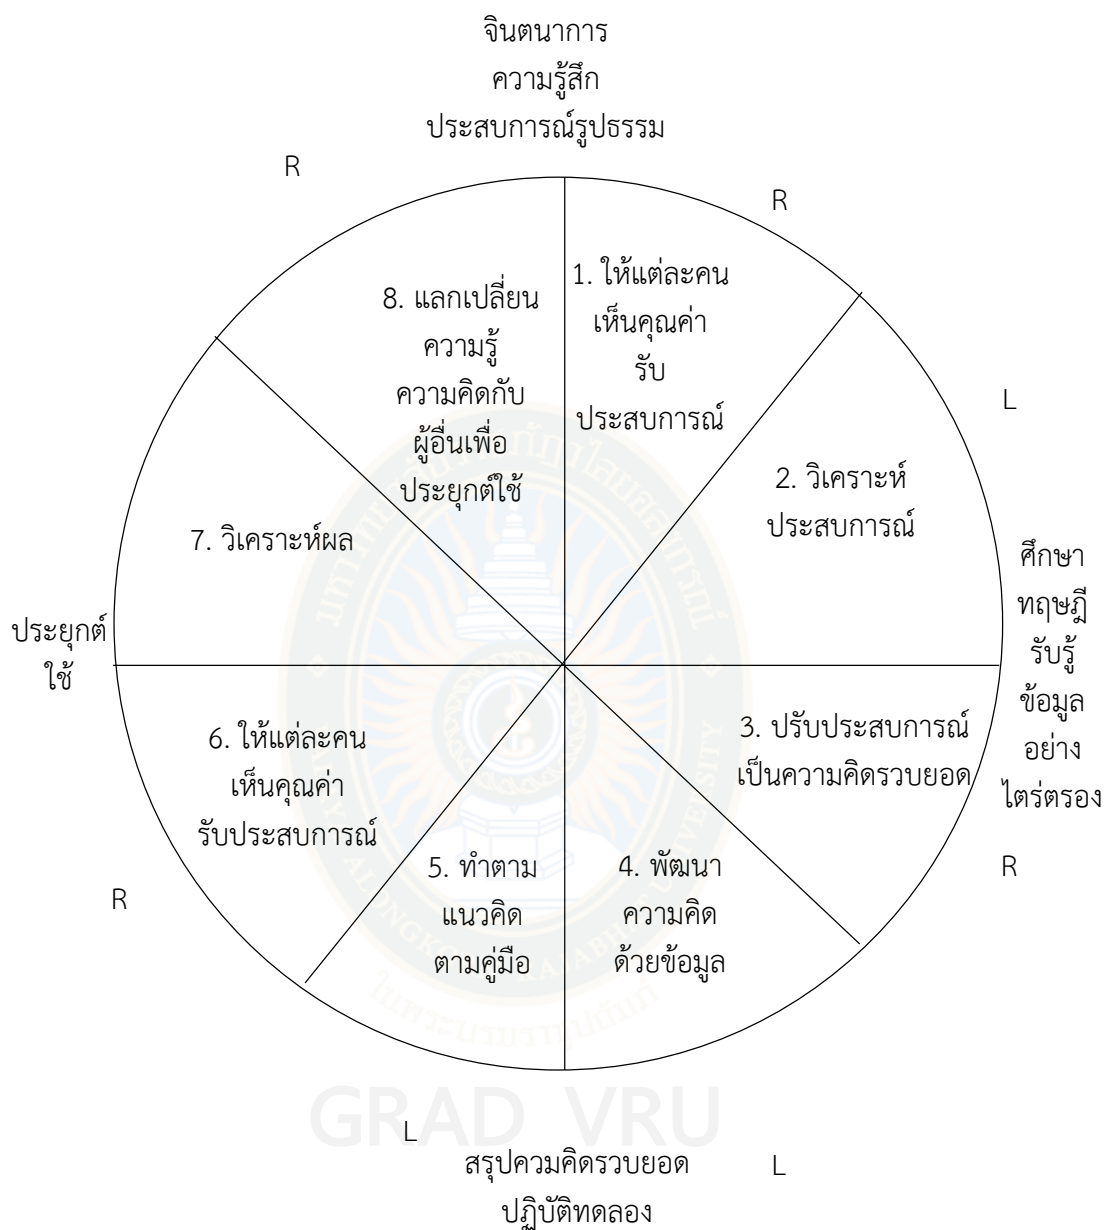 จินตนาการ
ความรู้สึก
ประสบการณ์รูปธรรม
R
R
1. ให้แต่ละคน
เห็นคุณค่า
รับ
ประสบการณ์
8. แลกเปลี่ยน
ความรู้
ความคิดกับ
ผู้อื่นเพื่อ
ประยุกต์ใช้
L
2. วิเคราะห์
ประสบการณ์
7. วิเคราะห์ผล
ศึกษา
ทฤษฎี
รับรู้
ข้อมูล
อย่าง
ไตร่ตรอง
ประยุกต์
ใช้
3. ปรับประสบการณ์
เป็นความคิดรวบยอด
6. ให้แต่ละคน
เห็นคุณค่า
รับประสบการณ์
5. ทำตาม
แนวคิด
ตามคู่มือ
4. พัฒนา
ความคิด
ด้วยข้อมูล
R
R
GRAD VRU
L
สรุปควมคิดรวบยอด
ปฏิบัติทดลอง
L